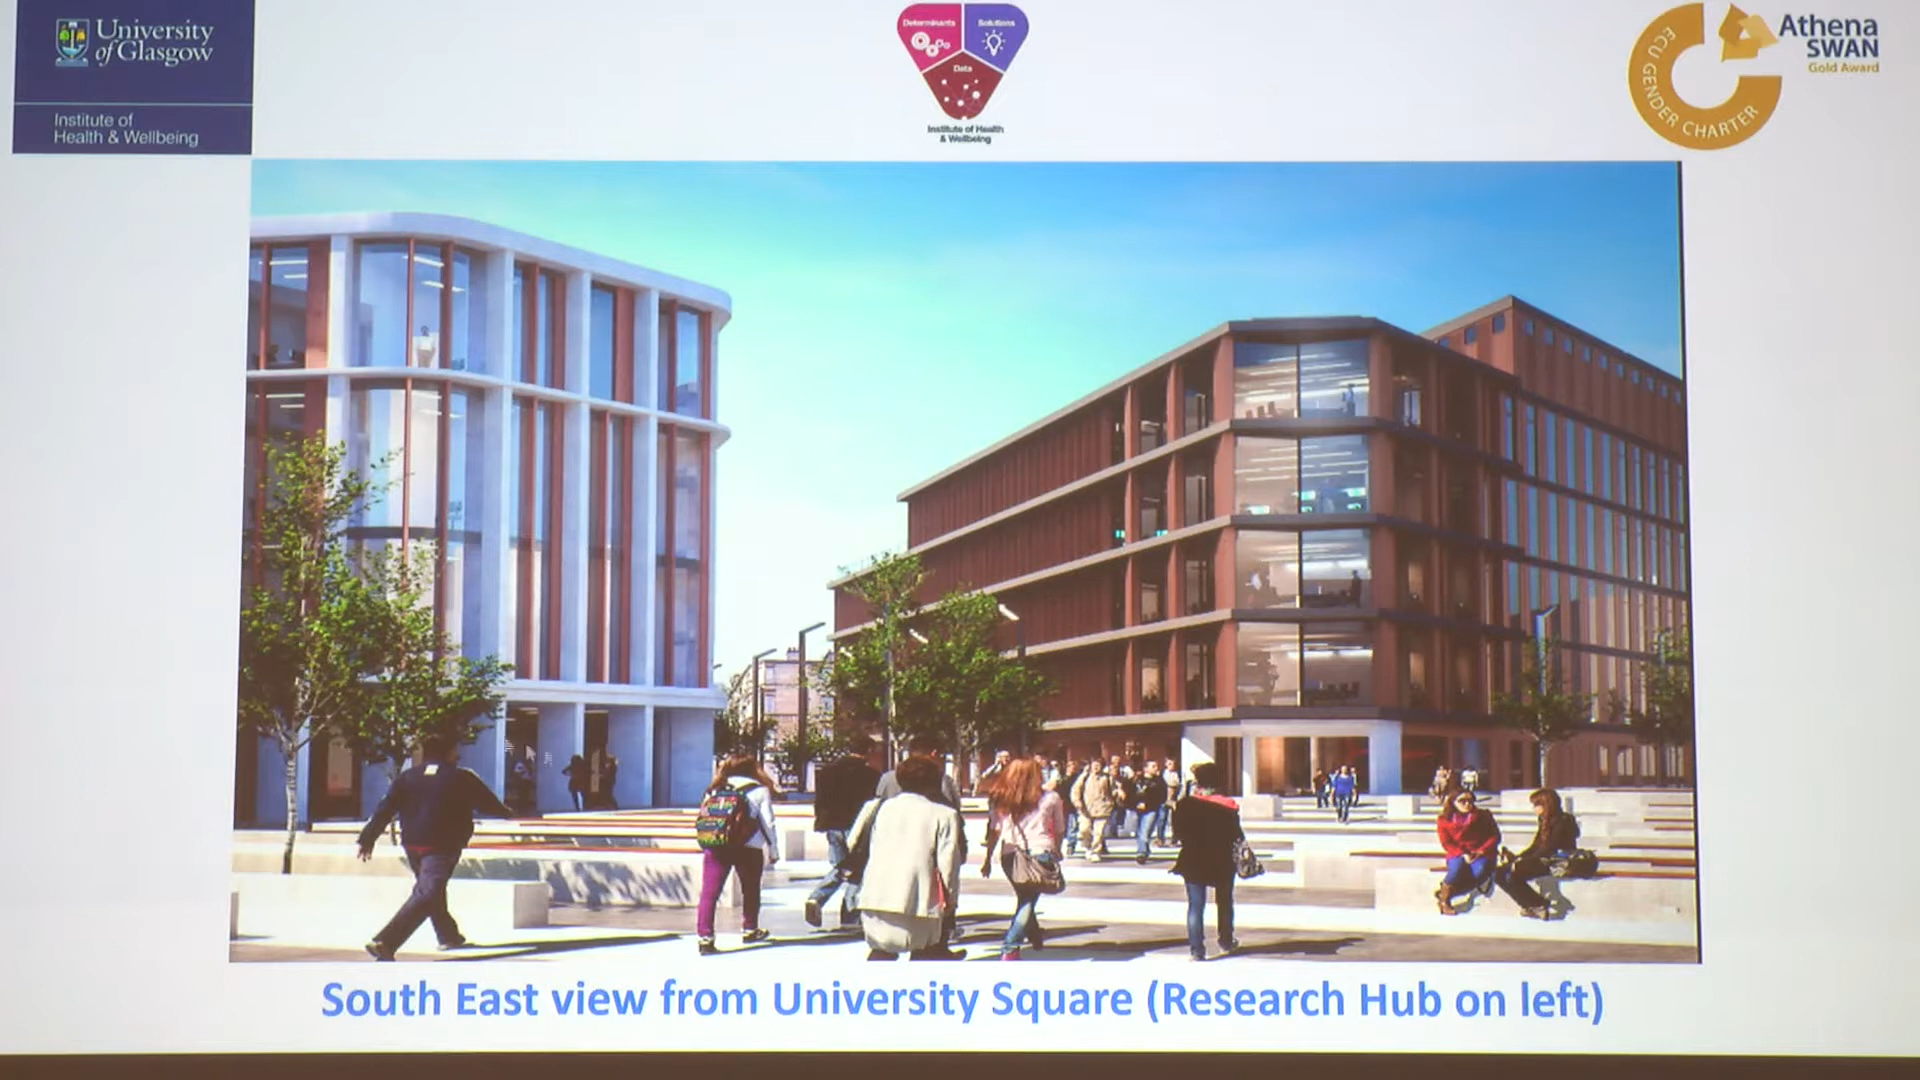 University
of Glasgow
Institute of
Health & Wellbeing
Determinants
Solutions
Data
Institute of Health
& Wellbeing
ECU GENDER CHARTER
Athena
SWAN
Gold Award
South East view from University Square (Research Hub on left)